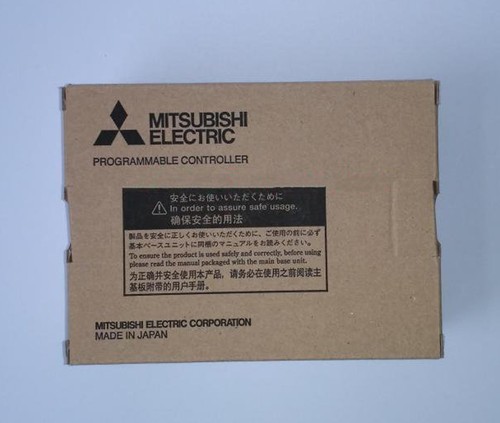 MITSUBISHI
ELECTRIC
PROGRAMMABLE CONTROLLER
安全にお使いいただくために
In order to assure safe usage.
确保安全的用法
製品を安全に正しくお使いいただくために、ご使用の前に必ず
基本ベースユニットに同梱のマニュアルをお読みください。
To ensure the product is used safely and correctly, before using
please read the manual packaged with the main base unit.
为正确并安全使用本产品，请务必在使用之前阅读主
基板附带的用户手册。
MITSUBISHI ELECTRIC CORPORATION
MADE IN JAPAN